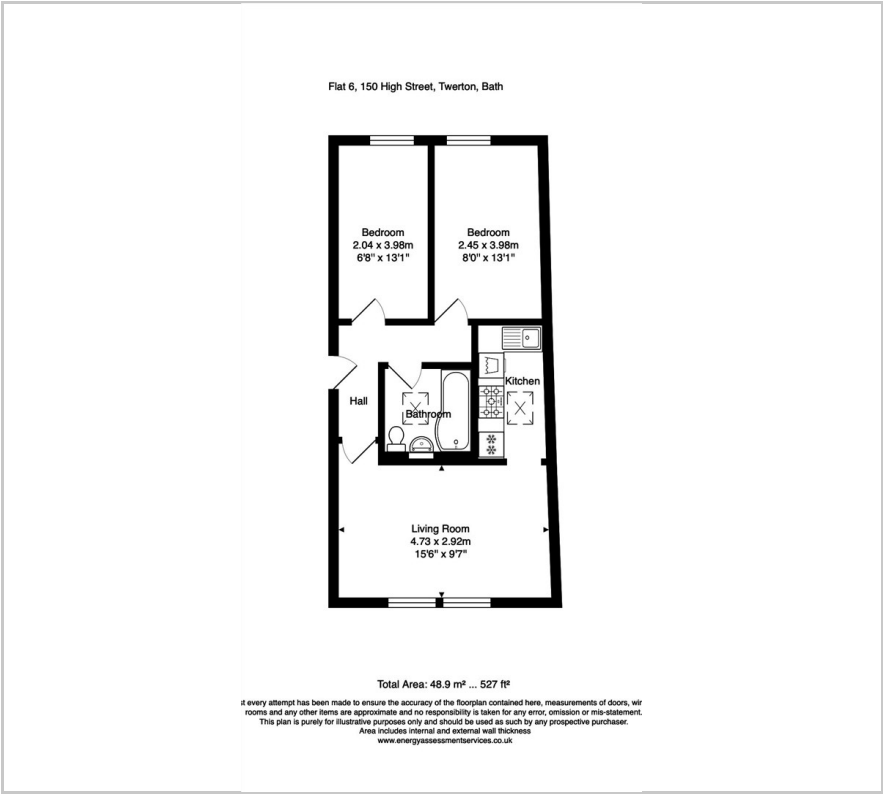 Flat 6, 150 High Street, Twerton, Bath
Bedroom
2.04 x 3.98m
6'8" x 13'1"
Bedroom
2.45 x 3.98m
8'0" x 13'1"
Kitchen
Hall
Bathroom
Living Room
4.73 x 2.92m
15'6" x 9'7"
Total Area: 48.9 m² ... 527 ft²
every attempt has been made to ensure the accuracy of the floorplan contained here, measurements of doors,
rooms and any other items are approximate and no responsibility is taken for any error, omission or mis-statement.
This plan is purely for illustrative purposes only and should be used as such by any prospective purchaser.
Area includes internal and external wall thickness
www.energyassessmentservices.co.uk